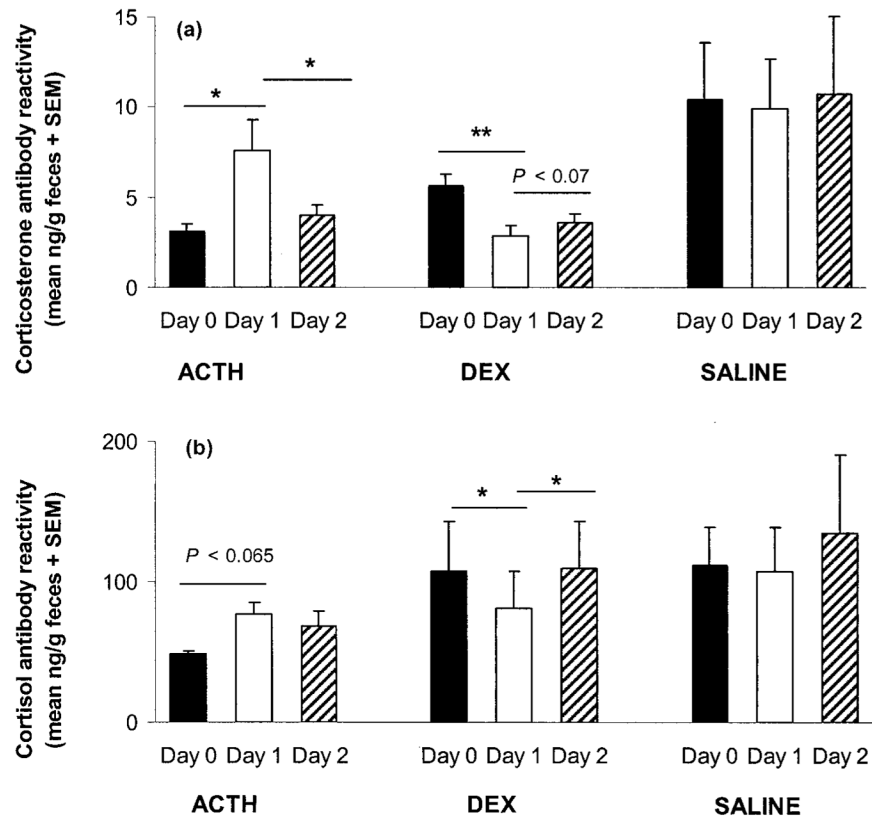 Corticosterone antibody reactivity
(mean ng/g feces + SEM)
(a)
15
10
5
0
*
*
**
P < 0.07
Day 0 Day 1 Day 2
Day 0 Day 1 Day 2
Day 0 Day 1 Day 2
ACTH
DEX
SALINE
Cortisol antibody reactivity
(mean ng/g feces + SEM)
(b)
200
100
0
P < 0.065
*
*
Day 0 Day 1 Day 2
Day 0 Day 1 Day 2
Day 0 Day 1 Day 2
ACTH
DEX
SALINE